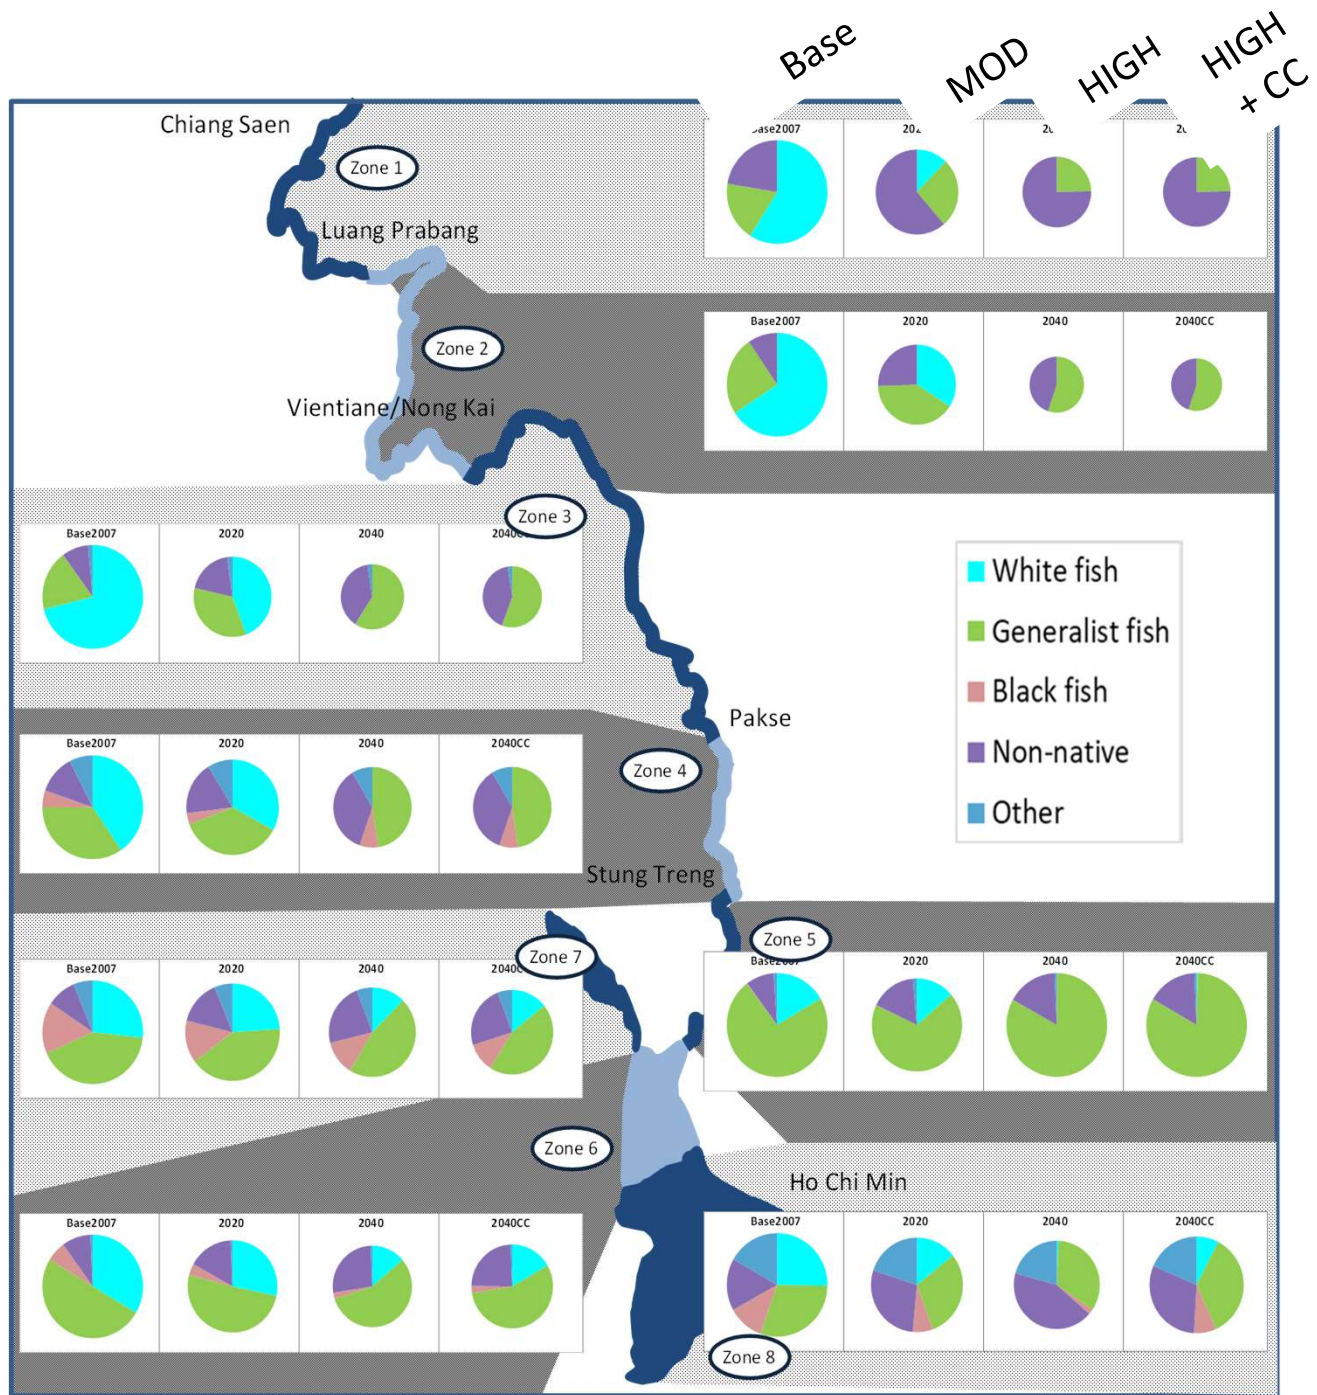 Base
MOD
HIGH
HIGH
+ CC
Chiang Saen
Zone 1
Luang Prabang
Base2007
Zone 2
Base2007
2020
2040
2040CC
Vientiane/Nong Kai
Zone 3
Base2007
2020
2040
White fish
Generalist fish
Black fish
Non-native
Other
Pakse
Zone 4
Base2007
2020
2040
2040CC
Stung Treng
Zone 5
Zone 7
Base2007
2020
2040
Base2007
2020
2040
2040CC
Zone 6
Ho Chi Min
Base2007
2020
2040
2040CC
Base2007
2020
2040
2040CC
Zone 8